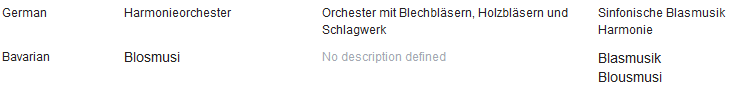 German Harmonieorchester Orchester mit Blechbläsern, Holzbläsern und Sinfonische Blasmusik
Schlagwerk Harmonie
Bavarian Blosmusi No description defined Blasmusik
Blousmusi